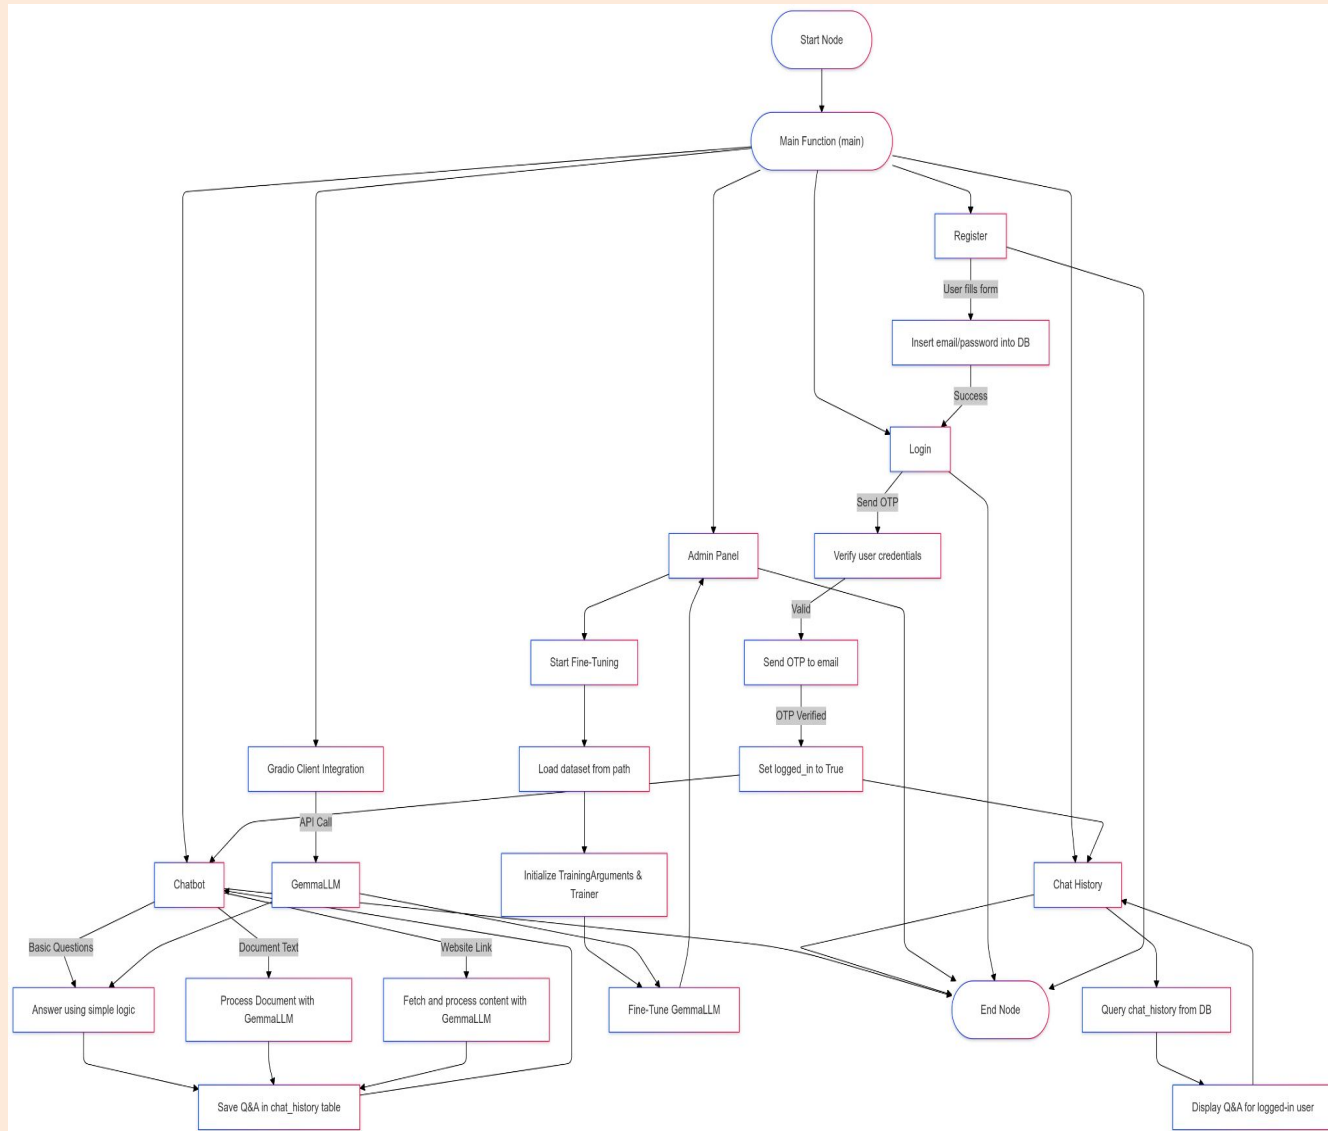 Start Node
Main Function (main)
Register
User fills form
Insert email/password into DB
Success
Login
Send OTP
Admin Panel
Verify user credentials
Valid
Start Fine-Tuning
Send OTP to email
OTP Verified
Gradio Client Integration
Load dataset from path
Set logged_in to True
API Call
Chatbot
GemmaLLM
Initialize TrainingArguments &
Trainer
Chat History
Basic Questions
Document Text
Website Link
Answer using simple logic
Process Document with
GemmaLLM
Fetch and process content with
GemmaLLM
Fine-Tune GemmaLLM
End Node
Query chat_history from DB
Save Q&A in chat_history table
Display Q&A for logged-in user